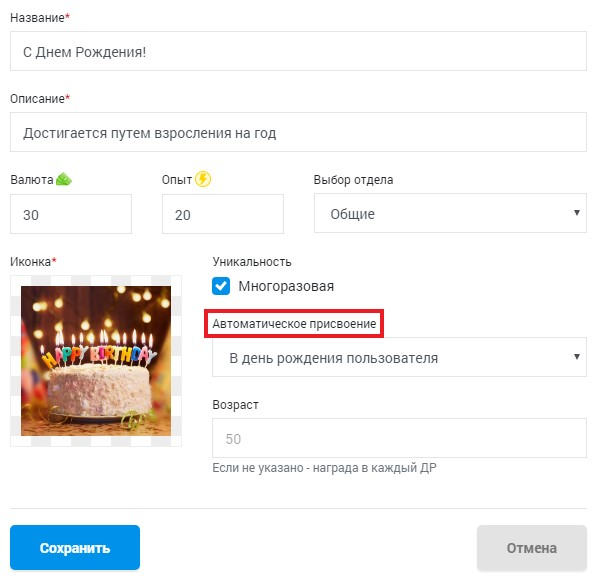 Название*
С Днем Рождения!
Описание*
Достигается путем взросления на год
Валюта Опыт Выбор отдела
30 20 Общие
Иконка* Уникальность
Многоразовая
HAPPY BIRTHDAY
Автоматическое присвоение
В день рождения пользователя
Возраст
50
Если не указано - награда в каждый ДР
Сохранить Отмена